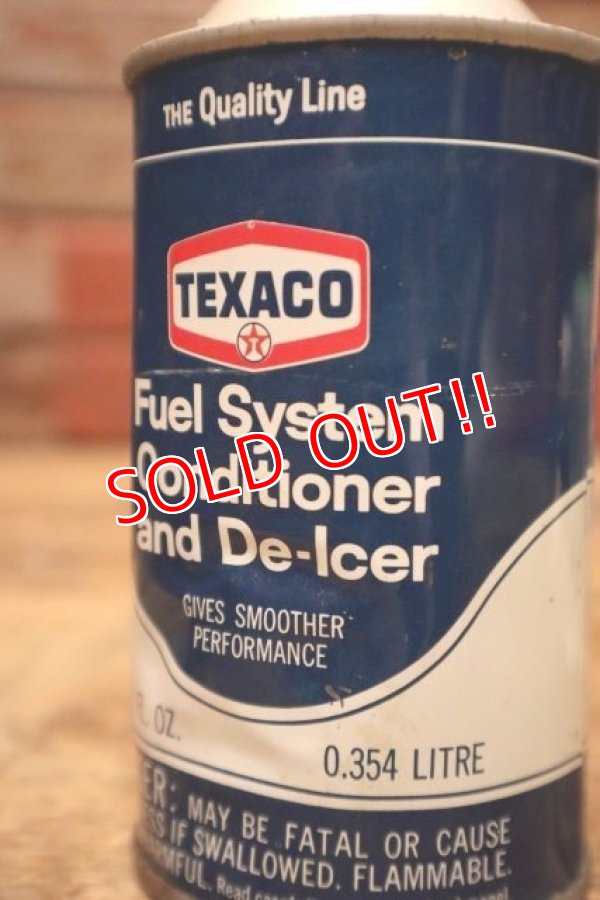 THE Quality Line
TEXACO
T
Fuel System
Conditioner
and De-Icer
SOLD OUT!!
GIVES SMOOTHER
PERFORMANCE
OZ.
0.354 LITRE
MAY BE FATAL OR CAUSE
IF SWALLOWED. FLAMMABLE.
Read